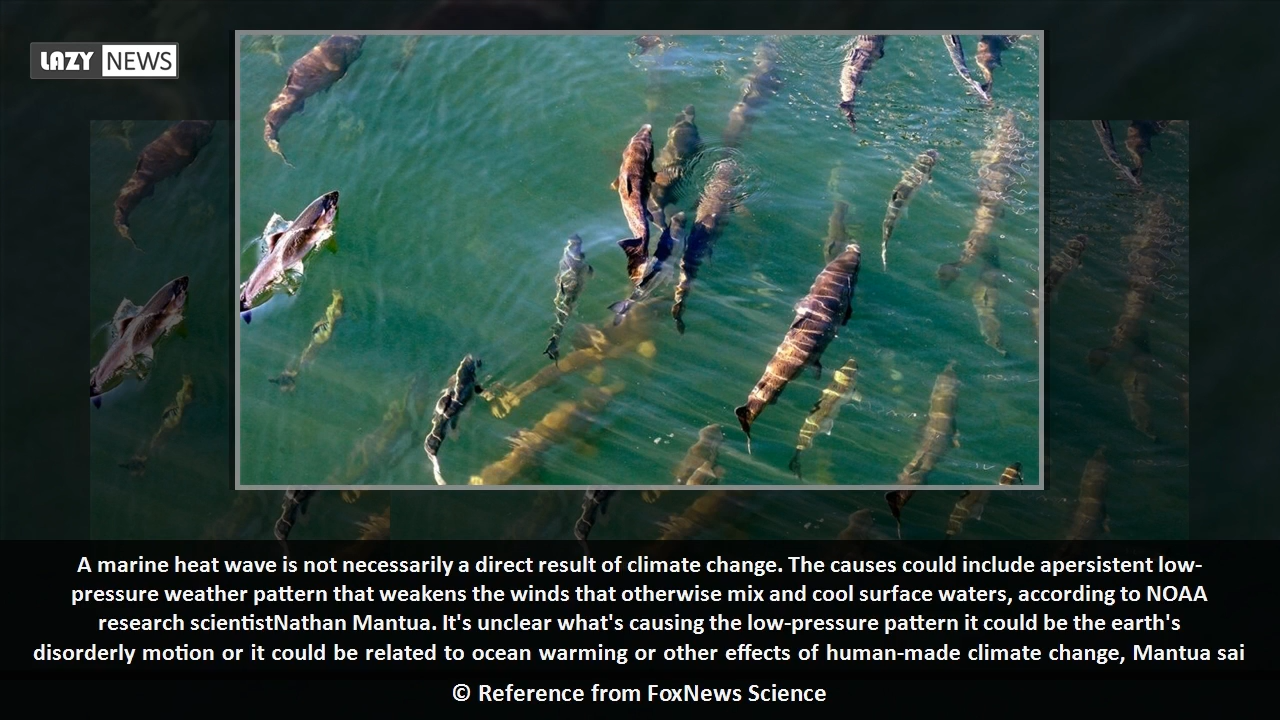 LAZY NEWS
A marine heat wave is not necessarily a direct result of climate change. The causes could include apersistent low-
pressure weather pattern that weakens the winds that otherwise mix and cool surface waters, according to NOAA
research scientistNathan Mantua. It's unclear what's causing the low-pressure pattern it could be the earth's
disorderly motion or it could be related to ocean warming or other effects of human-made climate change, Mantua sai
© Reference from FoxNews Science